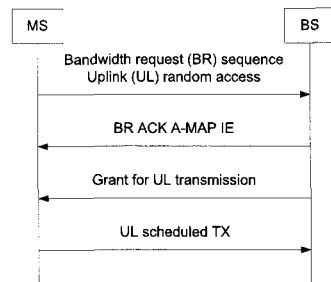 MS
BS
Bandwidth request (BR) sequence
Uplink (UL) random access
BR ACK A-MAP IE
Grant for UL transmission
UL scheduled TX